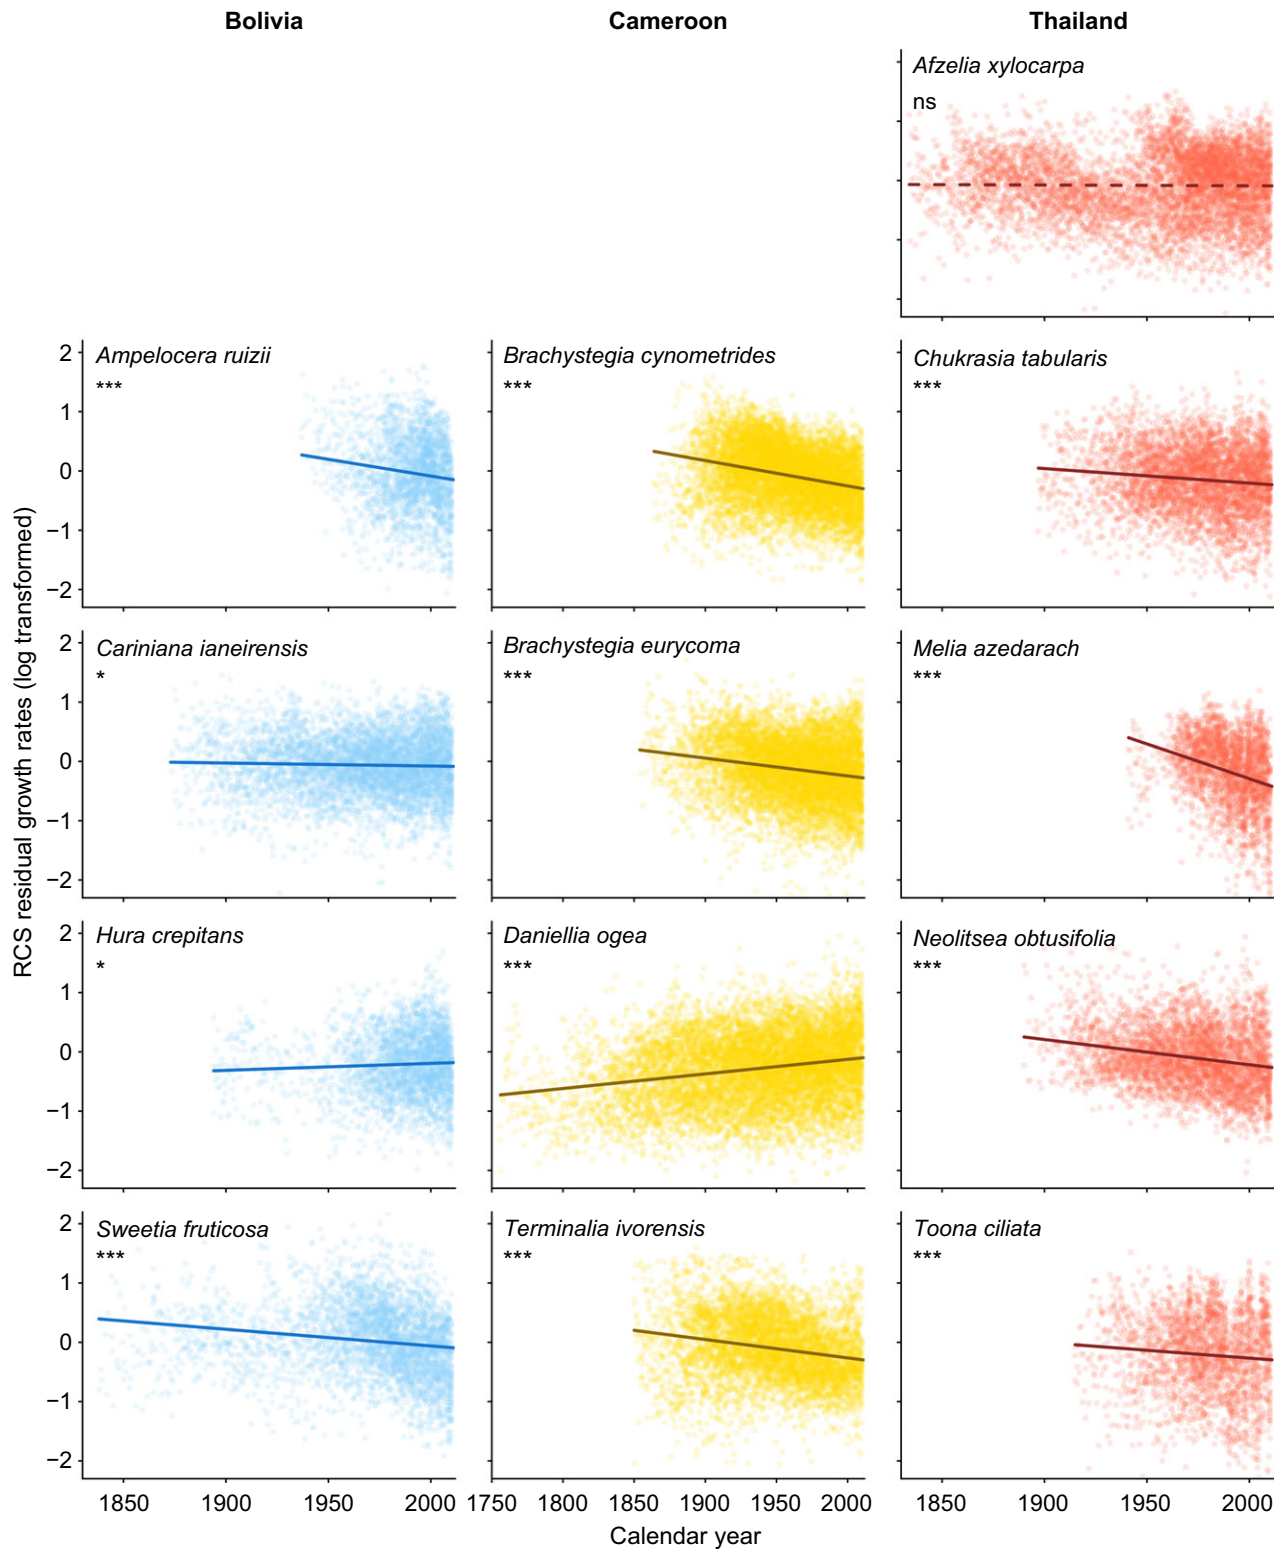 Bolivia
Cameroon
Thailand
Afzelia xylocarpa
ns
RCS residual growth rates (log transformed)
2
1
0
−1
−2
Ampelocera ruizii
***
Brachystegia cynometrides
***
Chukrasia tabularis
***
2
1
0
−1
−2
Cariniana ianeirensis
*
Brachystegia eurycoma
***
Melia azedarach
***
2
1
0
−1
−2
Hura crepitans
*
Daniellia ogea
***
Neolitsea obtusifolia
***
2
1
0
−1
−2
Sweetia fruticosa
***
Terminalia ivorensis
***
Toona ciliata
***
1850 1900 1950 2000
1750 1800 1850 1900 1950 2000
1850 1900 1950 2000
Calendar year